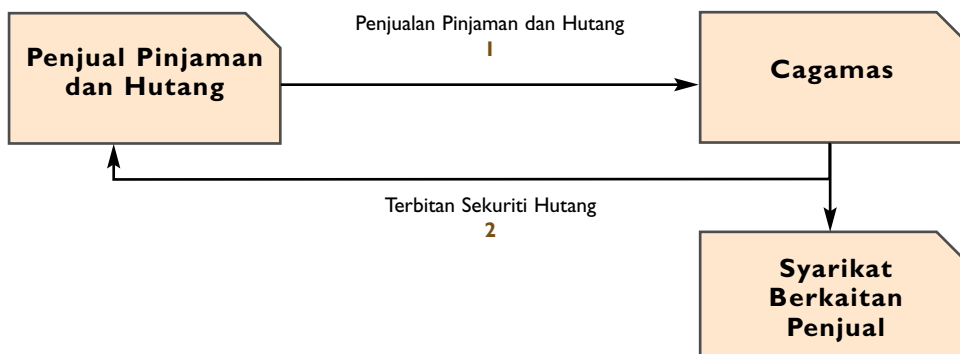 Penjualan Pinjaman dan Hutang
1
Penjual Pinjaman
dan Hutang
Cagamas
Terbitan Sekuriti Hutang
2
Syarikat
Berkaitan
Penjual